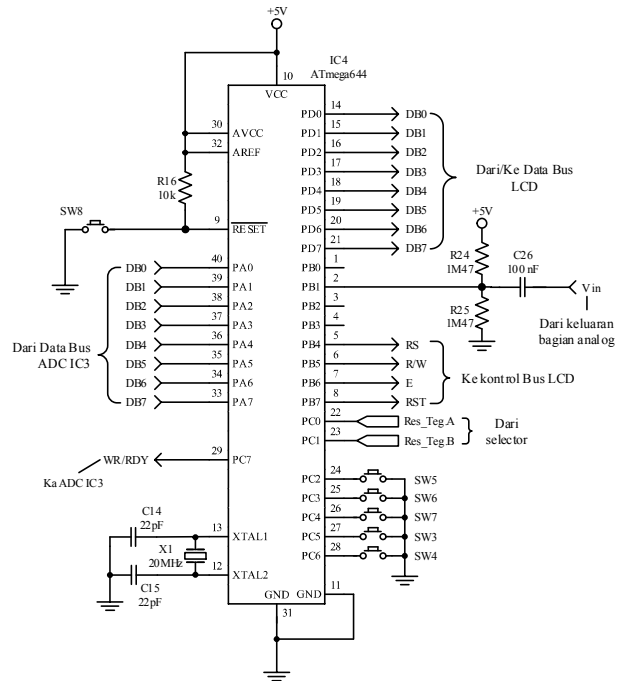 +5V
IC4
ATmega644
10
VCC
30
AVCC
32
AREF
R16
10k
SW8
9
RESET
DB0
40
PA0
DB1
39
PA1
DB2
38
PA2
DB3
37
PA3
DB4
36
PA4
DB5
35
PA5
DB6
34
PA6
DB7
33
PA7
Dari Data Bus
ADC IC3
WR/RDY
29
PC7
Ka ADC IC3
C14
22pF
13
XTAL1
X1
20MHz
12
XTAL2
C15
22pF
GND
31
GND
11
PD0
14
DB0
PD1
15
DB1
PD2
16
DB2
PD3
17
DB3
PD4
18
DB4
PD5
19
DB5
PD6
20
DB6
PD7
21
DB7
Dari/Ke Data Bus
LCD
PB0
1
PB1
2
PB2
3
PB3
4
+5V
R24
1M47
C26
100nF
R25
1M47
Vin
Dari keluaran
bagian analog
PB4
5
RS
PB5
6
R/W
PB6
7
E
PB7
8
RST
Ke kontrol Bus LCD
PC0
22
Res_Teg.A
PC1
23
Res_Teg.B
Dari
selector
PC2
24
SW5
PC3
25
SW6
PC4
26
SW7
PC5
27
SW3
PC6
28
SW4